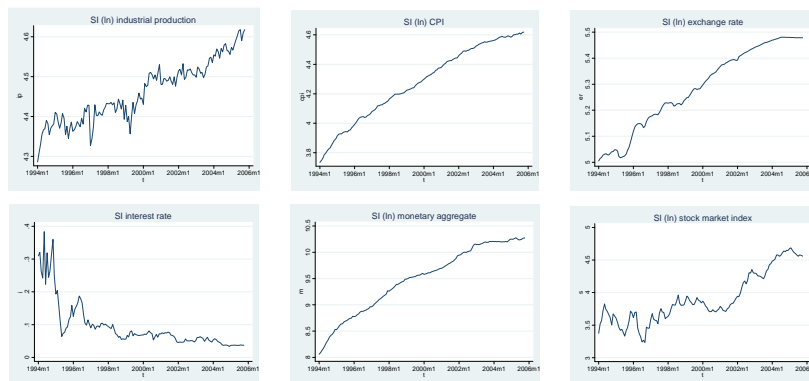 SI (ln) industrial production
ip
4.3 4.4 4.5 4.6
1994m1 1996m1 1998m1 2000m1 2002m1 2004m1 2006m1
t
SI (ln) CPI
cpi
3.8 4 4.2 4.4 4.6
1994m1 1996m1 1998m1 2000m1 2002m1 2004m1 2006m1
t
SI (ln) exchange rate
er
5 5.1 5.2 5.3 5.4 5.5
1994m1 1996m1 1998m1 2000m1 2002m1 2004m1 2006
t
SI interest rate
i
0 .1 .2 .3 .4
1994m1 1996m1 1998m1 2000m1 2002m1 2004m1 2006m1
t
SI (ln) monetary aggregate
m
8 8.5 9 9.5 10 10.5
1994m1 1996m1 1998m1 2000m1 2002m1 2004m1 2006m1
t
SI (ln) stock market index
s
3 3.5 4 4.5 5
1994m1 1996m1 1998m1 2000m1 2002m1 2004m1 2006
t